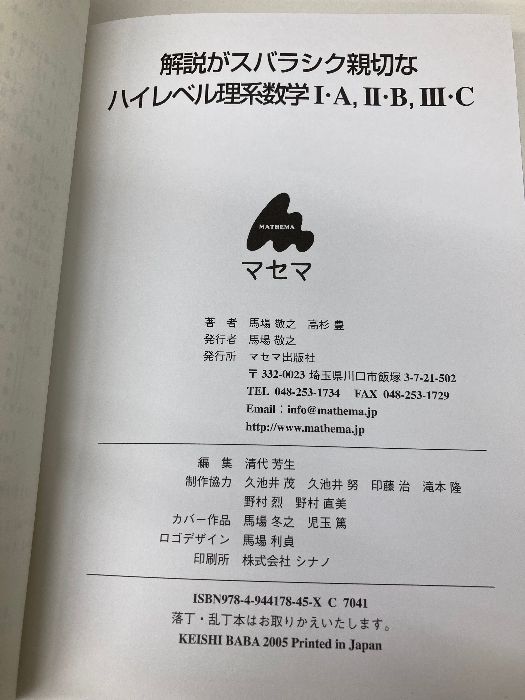 解説がスバラシク親切な
ハイレベル理系数学 I・A, II・B, III・C
MATHEMA
マセマ
著 者 馬場 敬之 高杉 豊
発行者 馬場 敬之
発行所 マセマ出版社
〒 332-0023 埼玉県川口市飯塚 3-7-21-502
TEL 048-253-1734 FAX 048-253-1729
Email：info@mathema.jp
http://www.mathema.jp
編 集 清代 芳生
制作協力 久池井 茂 久池井 努 印藤 治 滝本 隆
野村 烈 野村 直美
カバー作品 馬場 冬之 児玉 篤
ロゴデザイン 馬場 利貞
印刷所 株式会社 シナノ
ISBN978-4-944178-45-X C 7041
落丁・乱丁本はお取りかえいたします。
KEISHI BABA 2005 Printed in Japan